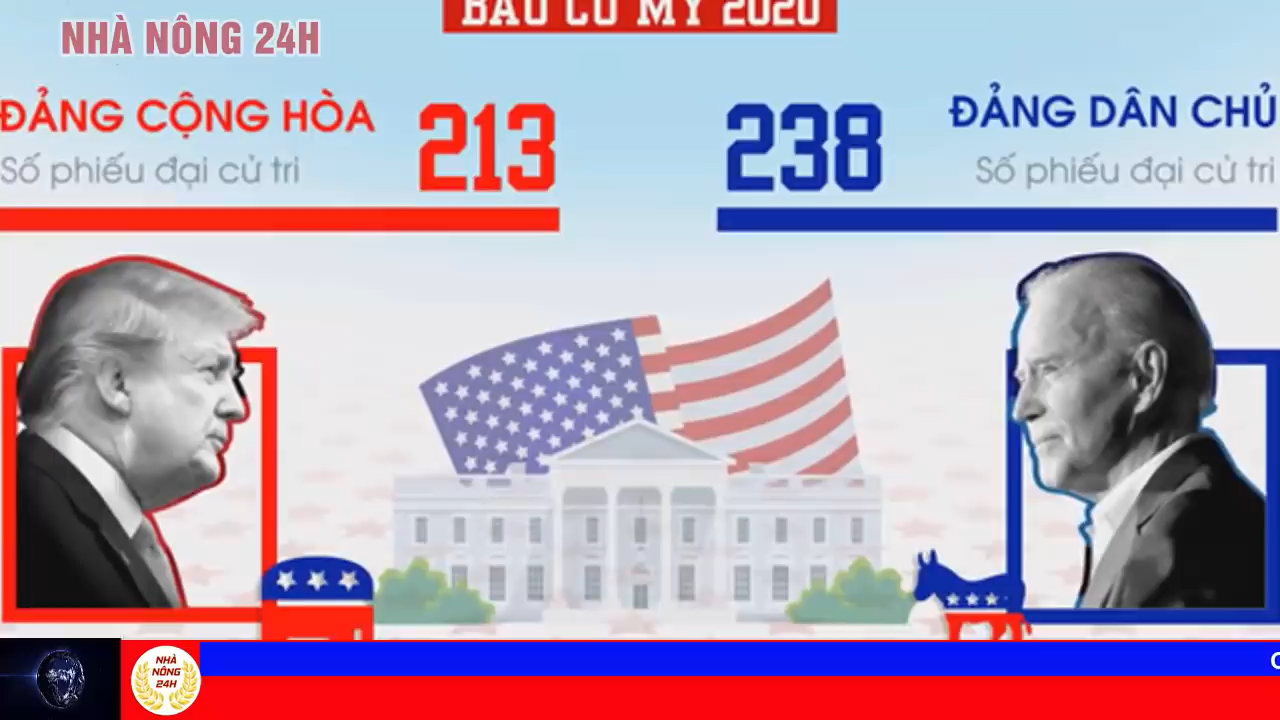 BẦU CỬ MỸ 2020
NHÀ NÔNG 24H
ĐẢNG CỘNG HÒA
213
Số phiếu đại cử tri
238
ĐẢNG DÂN CHỦ
Số phiếu đại cử tri
NHÀ
NÔNG
24H